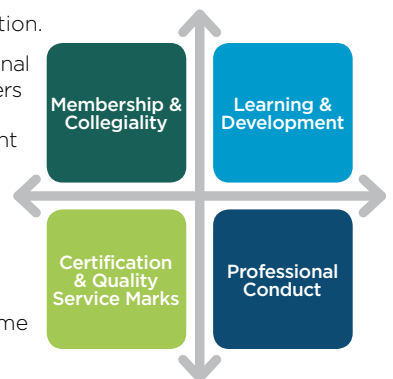 tion.
nal
ers
nt
me
Membership &
Collegiality
Learning &
Development
Certification
& Quality
Service Marks
Professional
Conduct